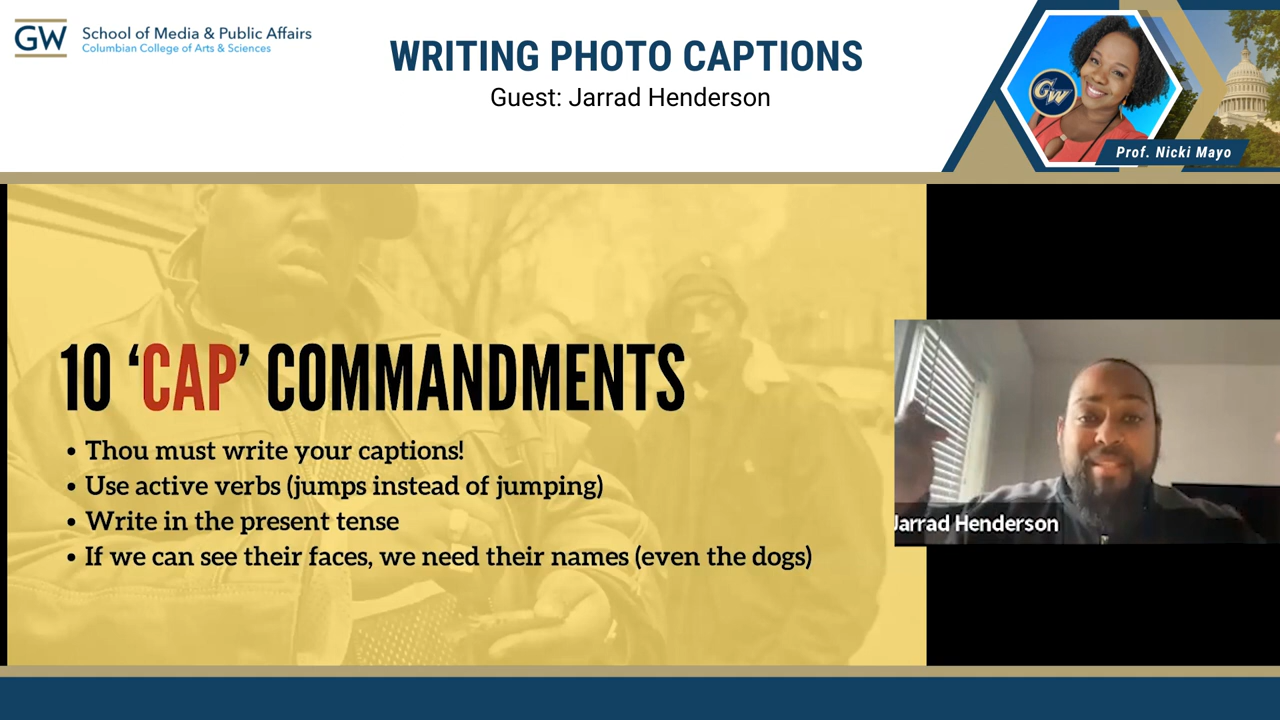 GW
School of Media & Public Affairs
Columbian College of Arts & Sciences
WRITING PHOTO CAPTIONS
Guest: Jarrad Henderson
GW
Prof. Nicki Mayo
10 ‘CAP’ COMMANDMENTS
• Thou must write your captions!
• Use active verbs (jumps instead of jumping)
• Write in the present tense
• If we can see their faces, we need their names (even the dogs)
Jarrad Henderson